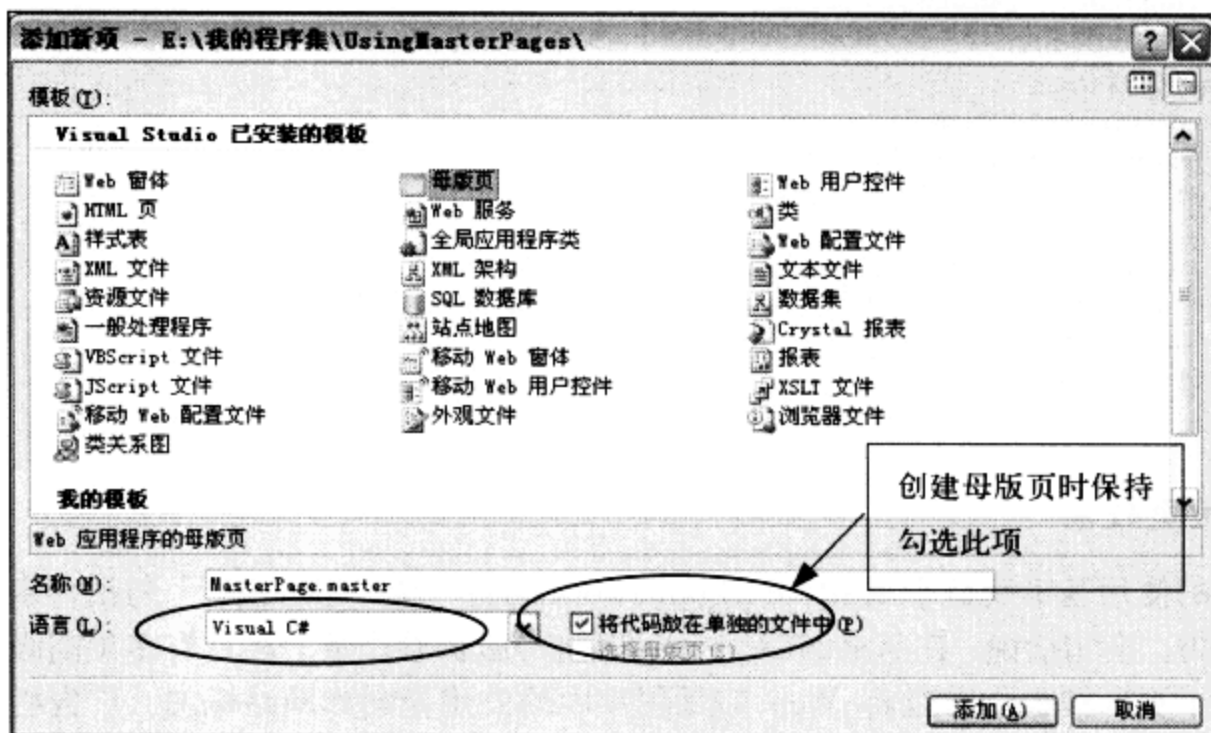 添加新项 - E:\我的程序集\UsingMasterPages\
模板(T):
Visual Studio 已安装的模板
Web 窗体
母版页
Web 用户控件
HTML 页
Web 服务
类
样式表
全局应用程序类
Web 配置文件
XML 文件
XML 架构
文本文件
资源文件
SQL 数据库
数据集
一般处理程序
站点地图
Crystal 报表
VBScript 文件
移动 Web 窗体
报表
JScript 文件
移动 Web 用户控件
XSLT 文件
移动 Web 配置文件
外观文件
浏览器文件
类关系图
我的模板
创建母版页时保持
勾选此项
Web 应用程序的母版页
名称(N):
MasterPage.master
语言(L):
Visual C#
将代码放在单独的文件中(P)
选择母版页(S)
添加(A)
取消